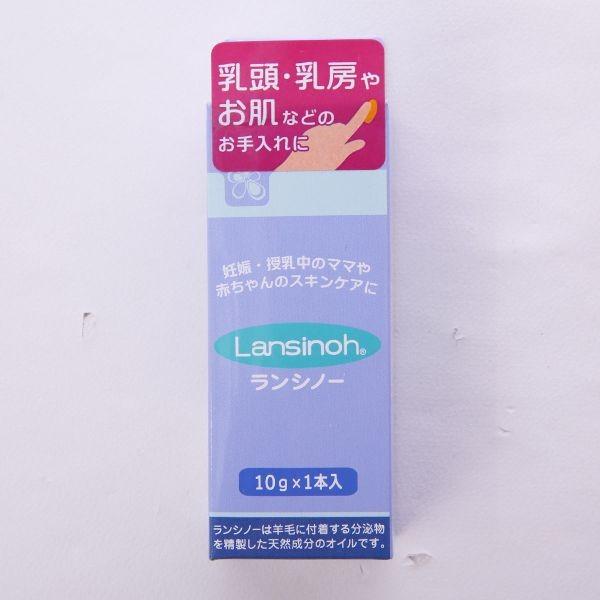 乳頭・乳房や
お肌などの
お手入れに
妊娠・授乳中のママや
赤ちゃんのスキンケアに
Lansinoh®
ランシノー
10g×1本入
ランシノーは羊毛に付着する分泌物
を精製した天然成分のオイルです。